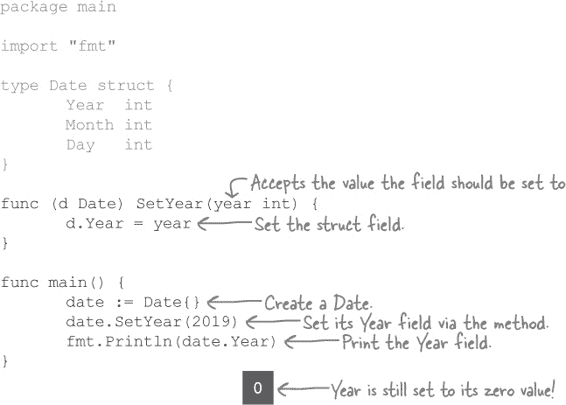 package main
import "fmt"
type Date struct {
Year int
Month int
Day int
}
Accepts the value the field should be set to
func (d Date) SetYear(year int) {
d.Year = year Set the struct field.
}
func main() {
date := Date{} Create a Date.
date.SetYear(2019) Set its Year field via the method.
fmt.Println(date.Year) Print the Year field.
}
0 Year is still set to its zero value!